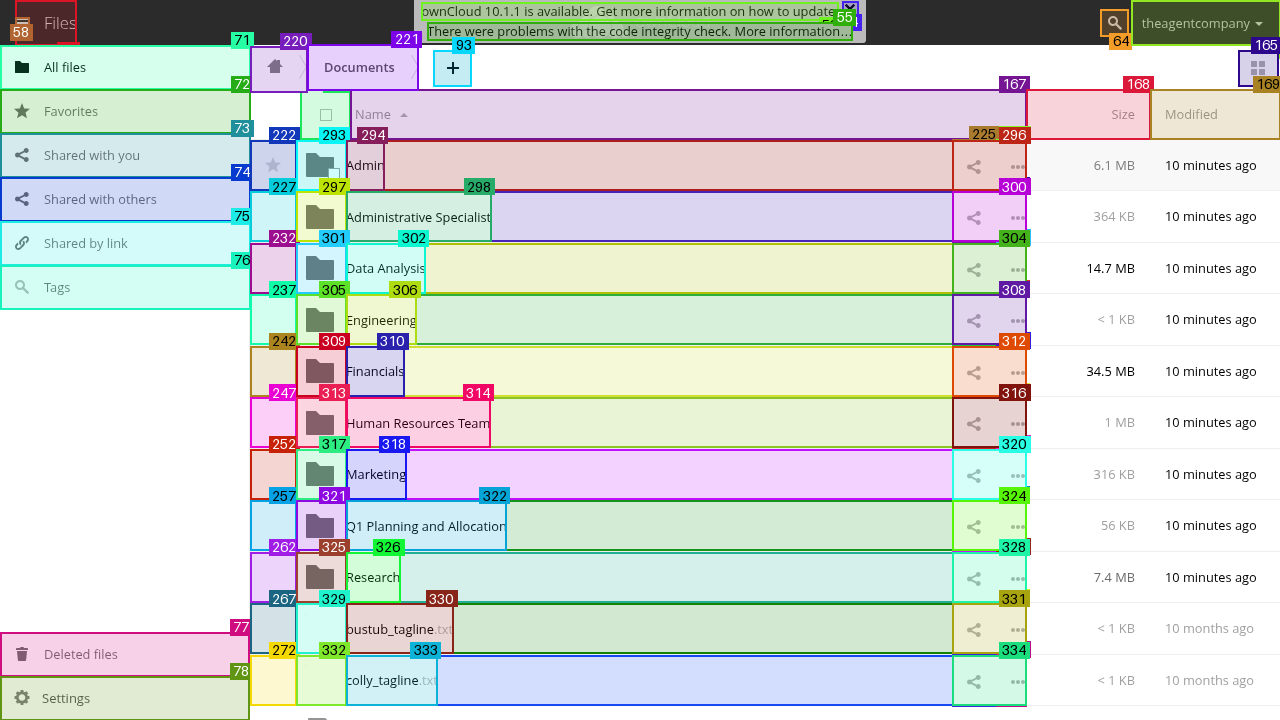 ownCloud 10.1.1 is available. Get more information on how to update
There were problems with the code integrity check. More information...
55
58
Files
64
theagentcompany
71
220
221
93
165
All files
Documents
+
72
167
168
169
Favorites
Name
Size
Modified
73
222
293
294
225
296
Shared with you
Admin
6.1 MB
10 minutes ago
74
227
297
298
300
Shared with others
Administrative Specialist
364 KB
10 minutes ago
75
232
301
302
304
Shared by link
Data Analysis
14.7 MB
10 minutes ago
76
237
305
306
308
Tags
Engineering
< 1 KB
10 minutes ago
242
309
310
312
Financials
34.5 MB
10 minutes ago
247
313
314
316
Human Resources Team
1 MB
10 minutes ago
252
317
318
320
Marketing
316 KB
10 minutes ago
257
321
322
324
Q1 Planning and Allocation
56 KB
10 minutes ago
262
325
326
328
Research
7.4 MB
10 minutes ago
267
329
330
331
bustub_tagline.txt
< 1 KB
10 months ago
77
272
332
333
334
Deleted files
colly_tagline.txt
< 1 KB
10 months ago
78
Settings